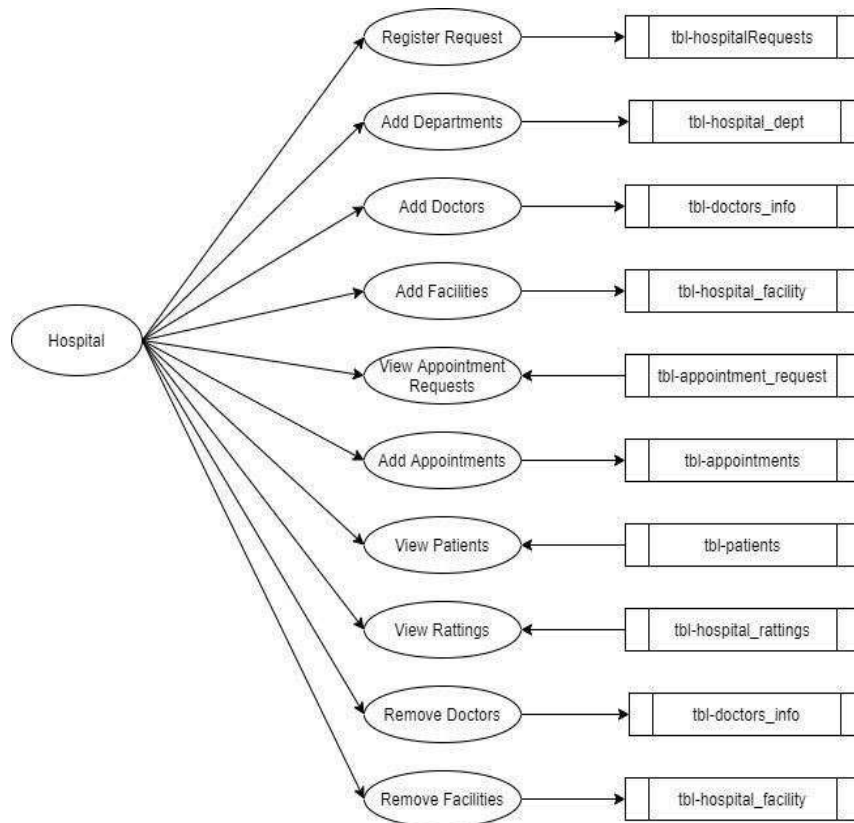 Register Request
tbl-hospitalRequests
Add Departments
tbl-hospital_dept
Add Doctors
tbl-doctors_info
Add Facilities
tbl-hospital_facility
Hospital
View Appointment
Requests
tbl-appointment_request
Add Appointments
tbl-appointments
View Patients
tbl-patients
View Rattings
tbl-hospital_rattings
Remove Doctors
tbl-doctors_info
Remove Facilities
tbl-hospital_facility